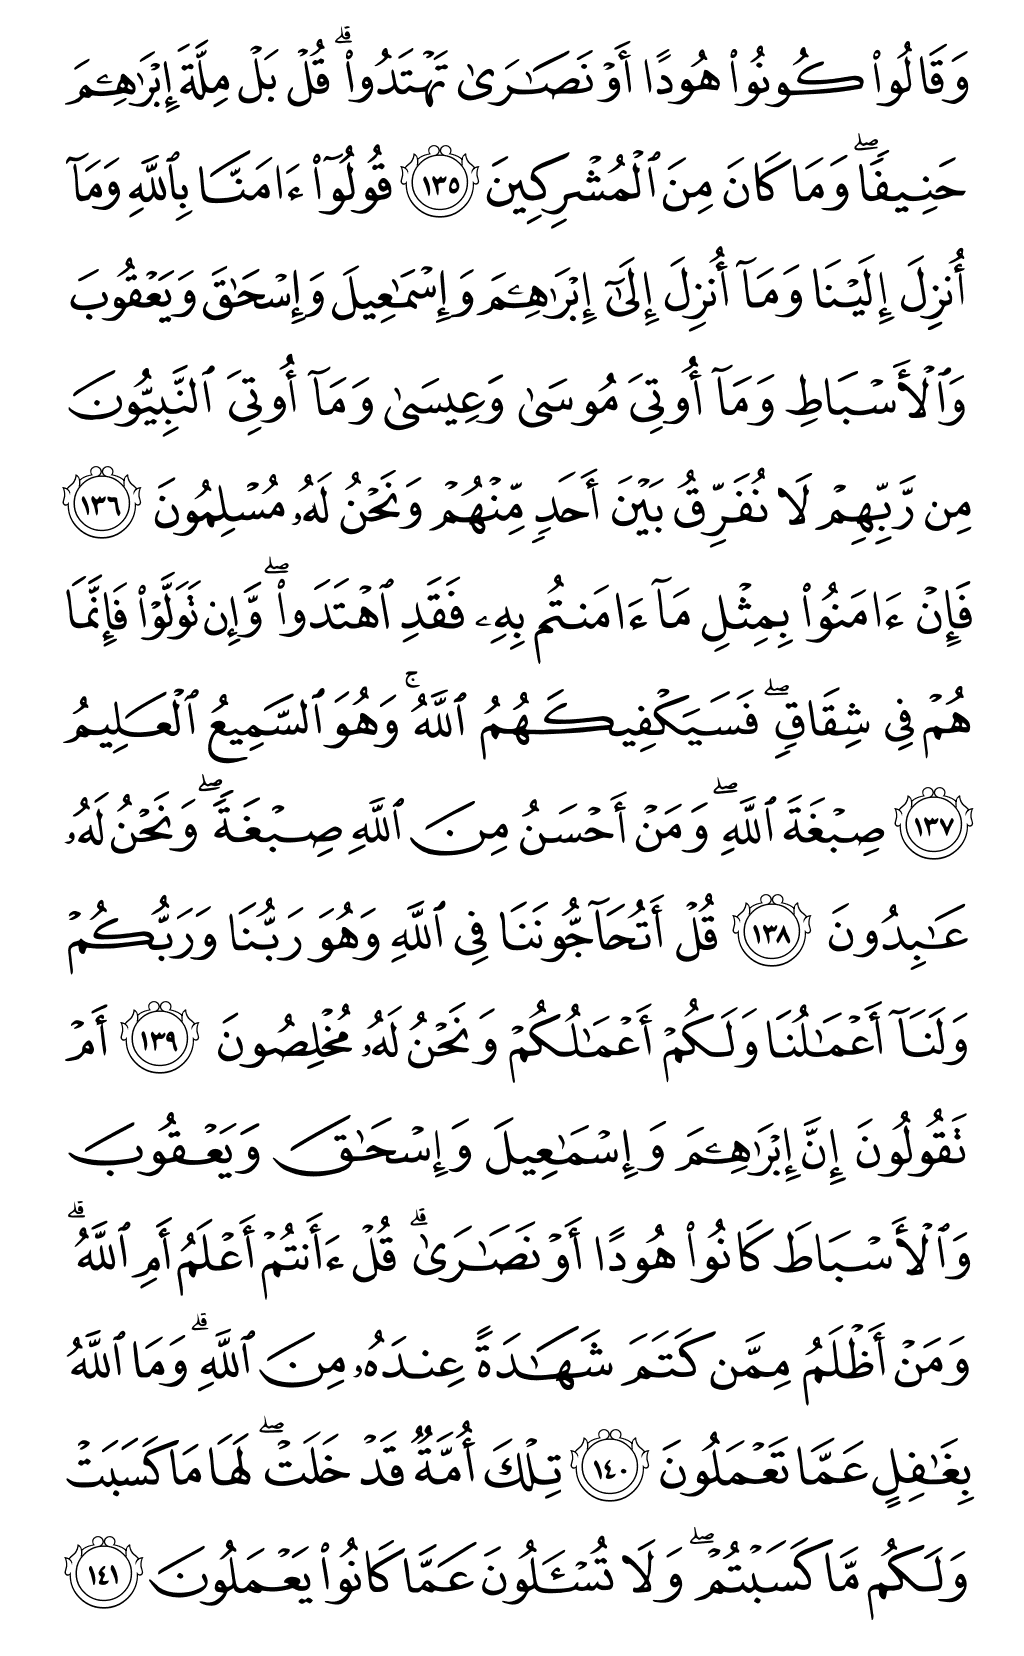 وَقَالُوا۟ كُونُوا۟ هُودًا أَوْ نَصَٰرَىٰ تَهْتَدُوا۟ ۗ قُلْ بَلْ مِلَّةَ إِبْرَٰهِۦمَ
حَنِيفًا ۖ وَمَا كَانَ مِنَ ٱلْمُشْرِكِينَ ١٣٥ قُولُوٓا۟ ءَامَنَّا بِٱللَّهِ وَمَآ
أُنزِلَ إِلَيْنَا وَمَآ أُنزِلَ إِلَىٰٓ إِبْرَٰهِۦمَ وَإِسْمَٰعِيلَ وَإِسْحَٰقَ وَيَعْقُوبَ
وَٱلْأَسْبَاطِ وَمَآ أُوتِىَ مُوسَىٰ وَعِيسَىٰ وَمَآ أُوتِىَ ٱلنَّبِيُّونَ
مِن رَّبِّهِمْ لَا نُفَرِّقُ بَيْنَ أَحَدٍ مِّنْهُمْ وَنَحْنُ لَهُۥ مُسْلِمُونَ ١٣٦
فَإِنْ ءَامَنُوا۟ بِمِثْلِ مَآ ءَامَنتُم بِهِۦ فَقَدِ ٱهْتَدَوا۟ ۖ وَّإِن تَوَلَّوْا۟ فَإِنَّمَا
هُمْ فِى شِقَاقٍ ۖ فَسَيَكْفِيكَهُمُ ٱللَّهُ ۚ وَهُوَ ٱلسَّمِيعُ ٱلْعَلِيمُ
١٣٧ صِبْغَةَ ٱللَّهِ ۖ وَمَنْ أَحْسَنُ مِنَ ٱللَّهِ صِبْغَةً ۖ وَنَحْنُ لَهُۥ
عَٰبِدُونَ ١٣٨ قُلْ أَتُحَآجُّونَنَا فِى ٱللَّهِ وَهُوَ رَبُّنَا وَرَبُّكُمْ
وَلَنَآ أَعْمَٰلُنَا وَلَكُمْ أَعْمَٰلُكُمْ وَنَحْنُ لَهُۥ مُخْلِصُونَ ١٣٩ أَمْ
تَقُولُونَ إِنَّ إِبْرَٰهِۦمَ وَإِسْمَٰعِيلَ وَإِسْحَٰقَ وَيَعْقُوبَ
وَٱلْأَسْبَاطَ كَانُوا۟ هُودًا أَوْ نَصَٰرَىٰ ۗ قُلْ ءَأَنتُمْ أَعْلَمُ أَمِ ٱللَّهُ ۗ
وَمَنْ أَظْلَمُ مِمَّن كَتَمَ شَهَٰدَةً عِندَهُۥ مِنَ ٱللَّهِ ۗ وَمَا ٱللَّهُ
بِغَٰفِلٍ عَمَّا تَعْمَلُونَ ١٤٠ تِلْكَ أُمَّةٌ قَدْ خَلَتْ ۖ لَهَا مَا كَسَبَتْ
وَلَكُم مَّا كَسَبْتُمْ ۖ وَلَا تُسْـَٔلُونَ عَمَّا كَانُوا۟ يَعْمَلُونَ ١٤١